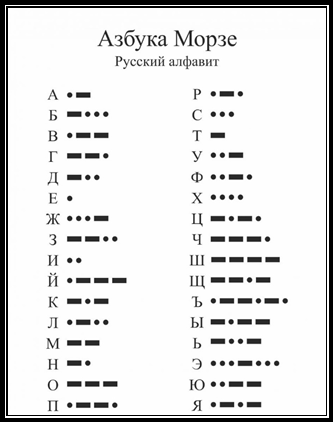 Азбука Морзе
Русский алфавит
А •—
Б —•••
В •——
Г ——•
Д —••
Е •
Ж •••—
З ——••
И ••
Й •———
К —•—
Л •—••
М ——
Н —•
О ———
П •——•
Р •—•
С •••
Т —
У ••—
Ф ••—•
Х ••••
Ц —•—•
Ч ———•
Ш ————
Щ ——•—
Ъ •——•—•
Ы —•——
Ь —••—
Э •••—•••
Ю ••——
Я •—•—